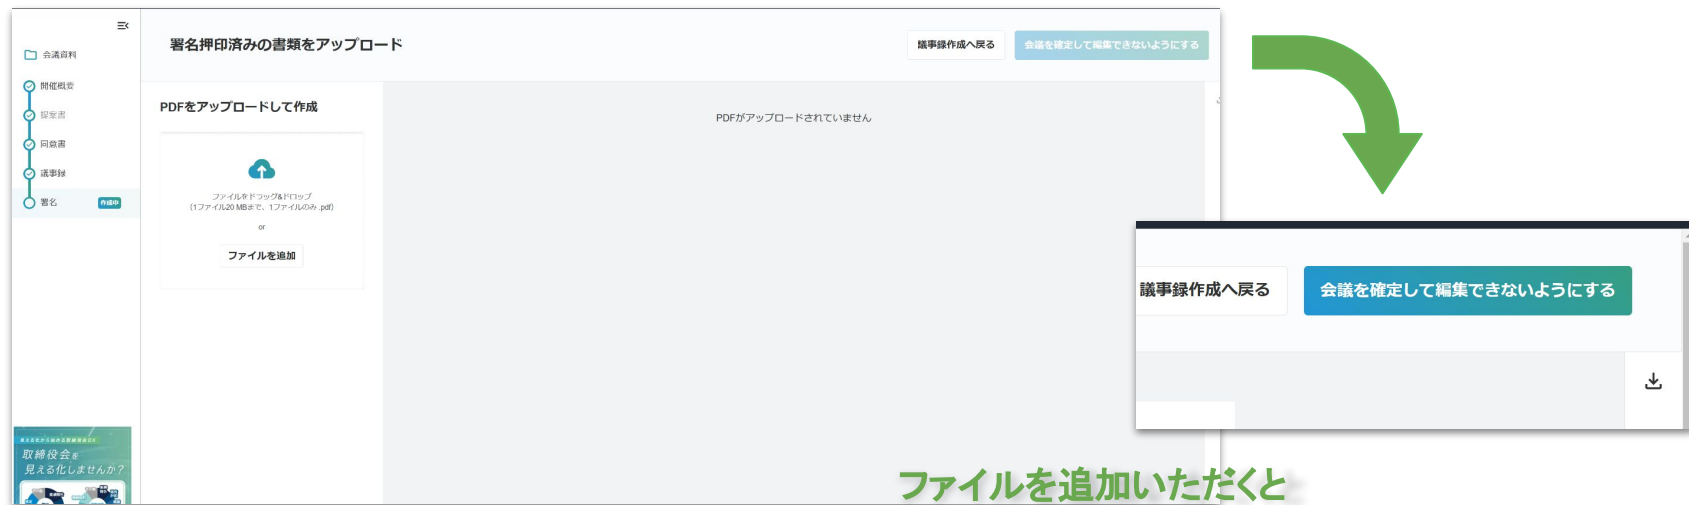 会議資料
開催概要
提案書
同意書
議事録
署名
作成中
署名押印済みの書類をアップロード
議事録作成へ戻る
会議を確定して編集できないようにする
PDFをアップロードして作成
ファイルをドラッグ&ドロップ
(1ファイル20 MBまで、1ファイルのみ .pdf)
or
ファイルを追加
PDFがアップロードされていません
議事録作成へ戻る
会議を確定して編集できないようにする
取締役会を
見える化しませんか?
ファイルを追加いただくと